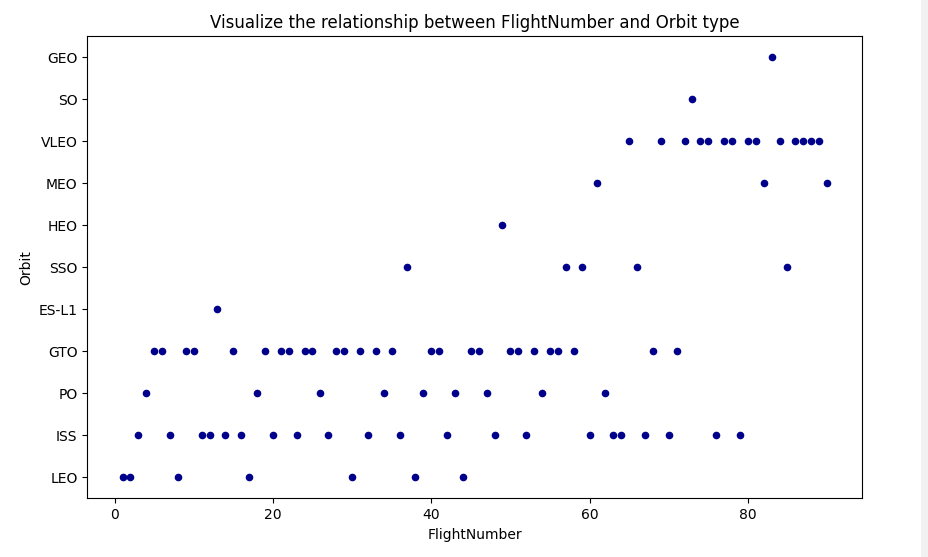 Visualize the relationship between FlightNumber and Orbit type
GEO
SO
VLEO
MEO
HEO
SSO
ES-L1
GTO
PO
ISS
LEO
Orbit
0 20 40 60 80
FlightNumber